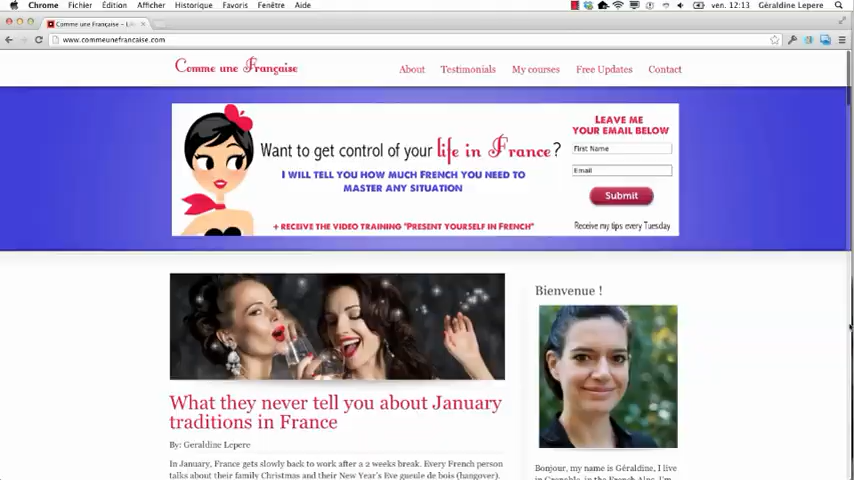 Chrome Fichier Édition Affichage Historique Favoris Fenêtre Aide ven. 12:13 Géraldine Lepere
Comme une Française – Life
www.commeunefrancaise.com
Comme une Française
About Testimonials My courses Free Updates Contact
Want to get control of your life in France?
I WILL TELL YOU HOW MUCH FRENCH YOU NEED TO
MASTER ANY SITUATION
+ RECEIVE THE VIDEO TRAINING "PRESENT YOURSELF IN FRENCH"
LEAVE ME
YOUR EMAIL BELOW
First Name
Email
Submit
Receive my tips every Tuesday
What they never tell you about January
traditions in France
By: Geraldine Lepere
In January, France gets slowly back to work after a 2 weeks break. Every French person
talks about their family Christmas and their New Year's Eve gueule de bois (hangover).
Bienvenue !
Bonjour, my name is Géraldine, I live
in Grenoble, in the French Alps. I'm